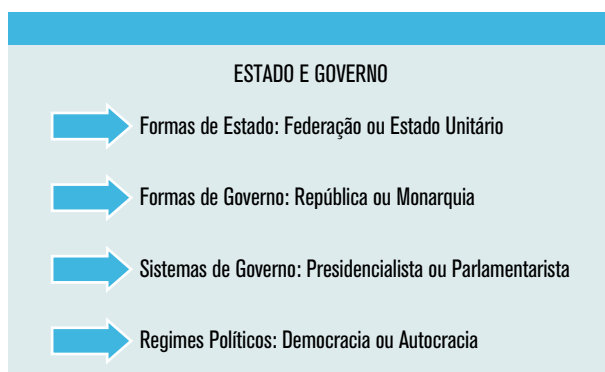 ESTADO E GOVERNO
Formas de Estado: Federação ou Estado Unitário
Formas de Governo: República ou Monarquia
Sistemas de Governo: Presidencialista ou Parlamentarista
Regimes Políticos: Democracia ou Autocracia